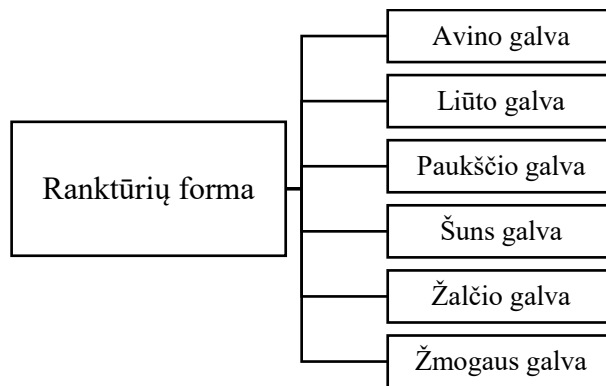 Ranktūrių forma
Avino galva
Liūto galva
Paukščio galva
Šuns galva
Žalčio galva
Žmogaus galva